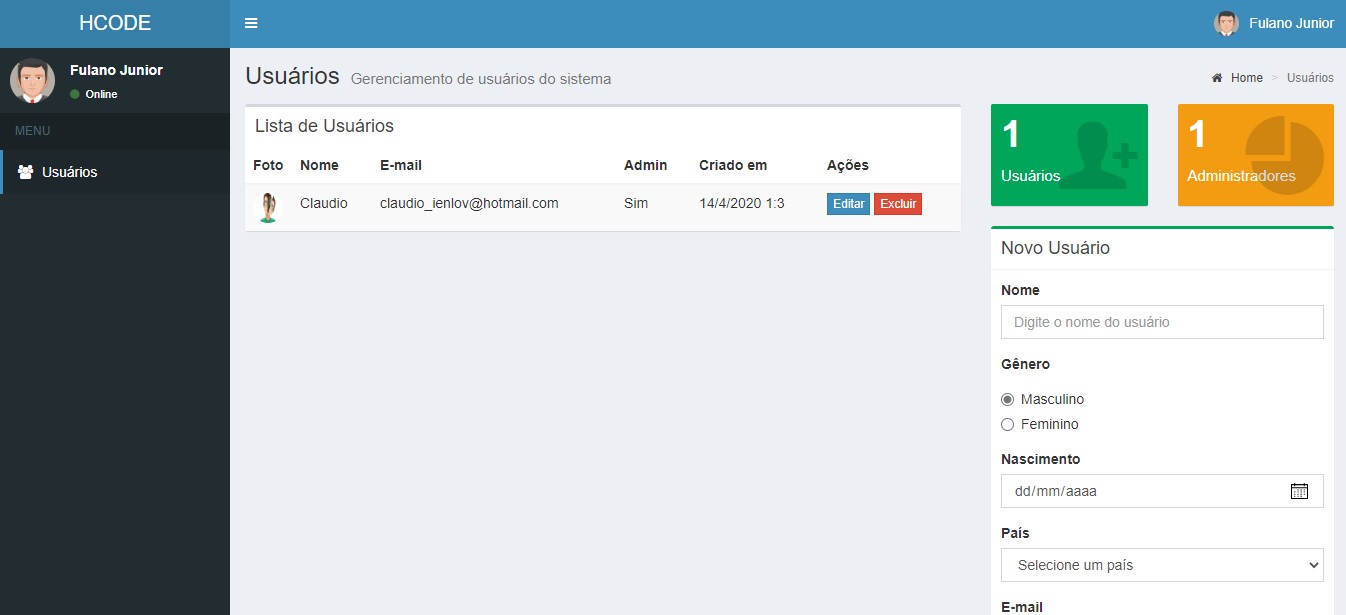 HCODE
Fulano Junior
Fulano Junior
Online
MENU
Usuários
Usuários Gerenciamento de usuários do sistema
Home > Usuários
Lista de Usuários
Foto Nome E-mail Admin Criado em Ações
Claudio claudio_ienlov@hotmail.com Sim 14/4/2020 1:3 Editar Excluir
1
Usuários
1
Administradores
Novo Usuário
Nome
Digite o nome do usuário
Gênero
Masculino
Feminino
Nascimento
dd/mm/aaaa
País
Selecione um país
E-mail